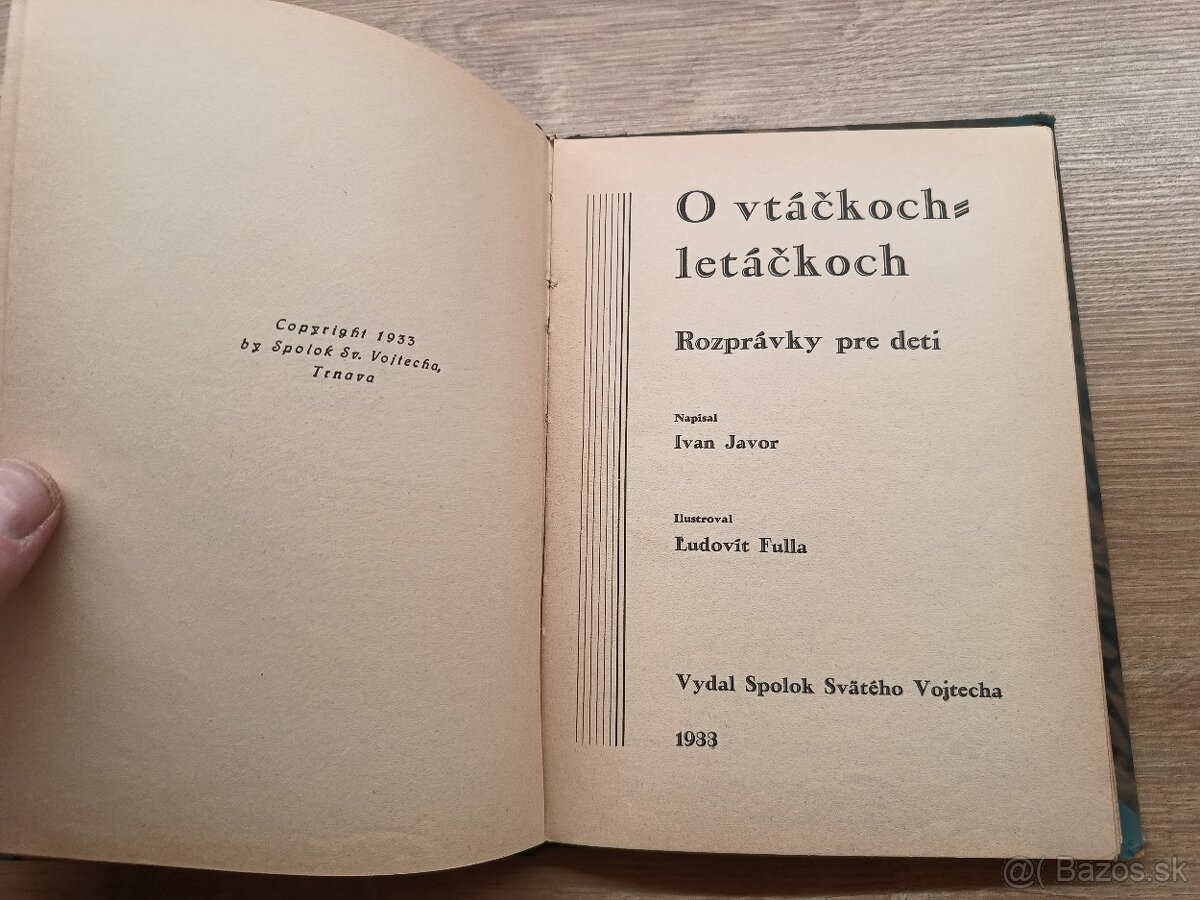 Copyright 1933
by Spolok Sv. Vojtecha,
Trnava
O vtáčkoch-
letáčkoch
Rozprávky pre deti
Napísal
Ivan Javor
Ilustroval
Ľudovít Fulla
Vydal Spolok Svätého Vojtecha
1933
@( Bazos.sk